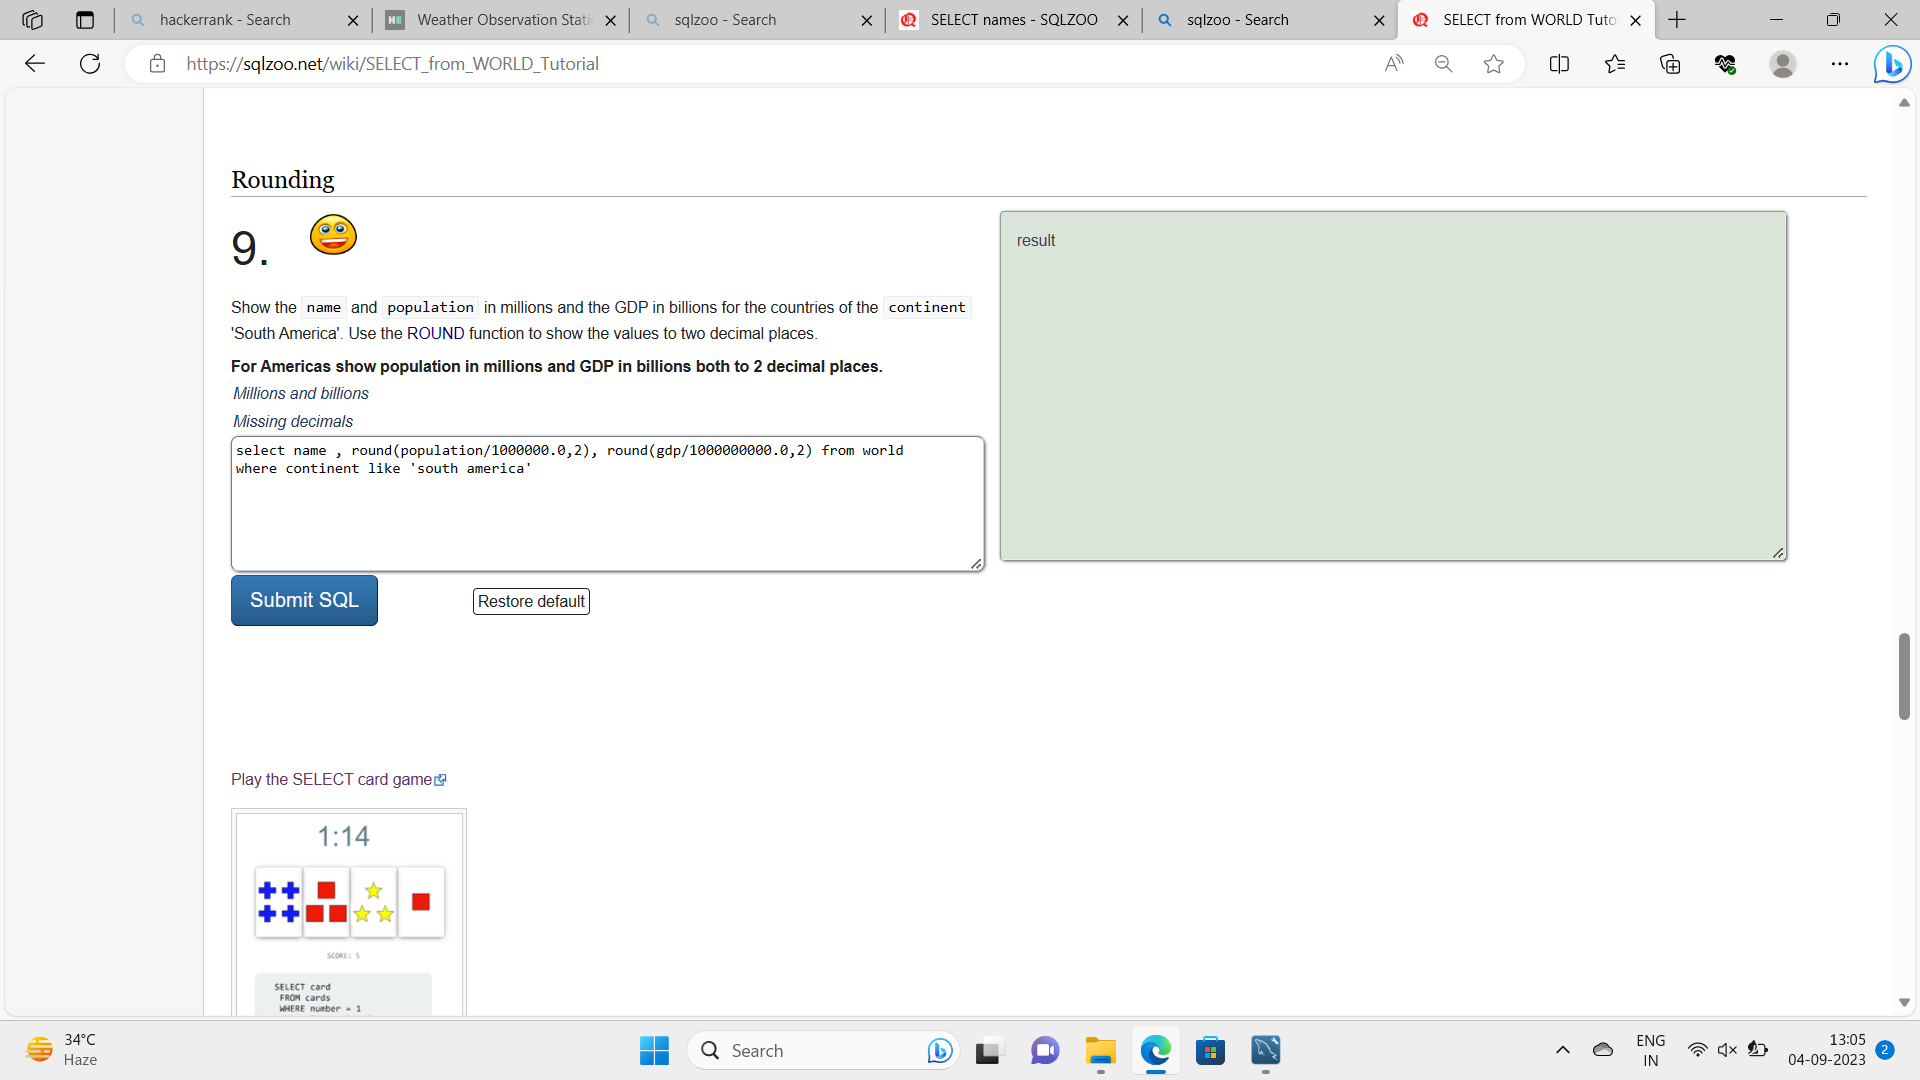 hackerrank - Search
Weather Observation Stati
sqlzoo - Search
SELECT names - SQLZOO
sqlzoo - Search
SELECT from WORLD Tuto
https://sqlzoo.net/wiki/SELECT_from_WORLD_Tutorial
Rounding
9.
Show the name and population in millions and the GDP in billions for the countries of the continent
'South America'. Use the ROUND function to show the values to two decimal places.
For Americas show population in millions and GDP in billions both to 2 decimal places.
Millions and billions
Missing decimals
select name , round(population/1000000.0,2), round(gdp/1000000000.0,2) from world
where continent like 'south america'
Submit SQL
Restore default
result
Play the SELECT card game
1:14
SCORE: 5
SELECT card
FROM cards
WHERE number = 1
34°C
Haze
Search
ENG
IN
13:05
04-09-2023
2